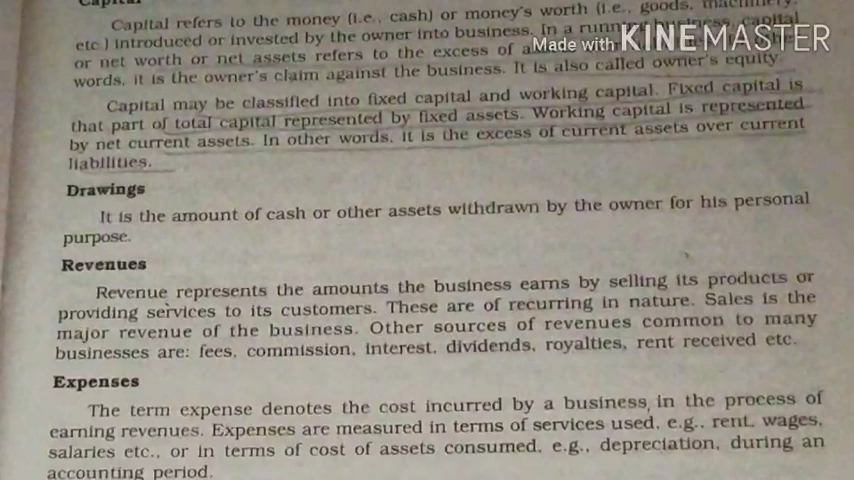 Capital
Capital refers to the money (i.e., cash) or money's worth (i.e., goods, machinery,
etc.) introduced or invested by the owner into business. In a running business, capital
or net worth or net assets refers to the excess of
words, it is the owner's claim against the business. It is also called owner's equity.
Made with KINEMASTER
Capital may be classified into fixed capital and working capital. Fixed capital is
that part of total capital represented by fixed assets. Working capital is represented
by net current assets. In other words, it is the excess of current assets over current
liabilities.
Drawings
It is the amount of cash or other assets withdrawn by the owner for his personal
purpose.
Revenues
Revenue represents the amounts the business earns by selling its products or
providing services to its customers. These are of recurring in nature. Sales is the
major revenue of the business. Other sources of revenues common to many
businesses are: fees, commission, interest, dividends, royalties, rent received etc.
Expenses
The term expense denotes the cost incurred by a business in the process of
earning revenues. Expenses are measured in terms of services used, e.g., rent, wages,
salaries etc., or in terms of cost of assets consumed, e.g., depreciation, during an
accounting period.